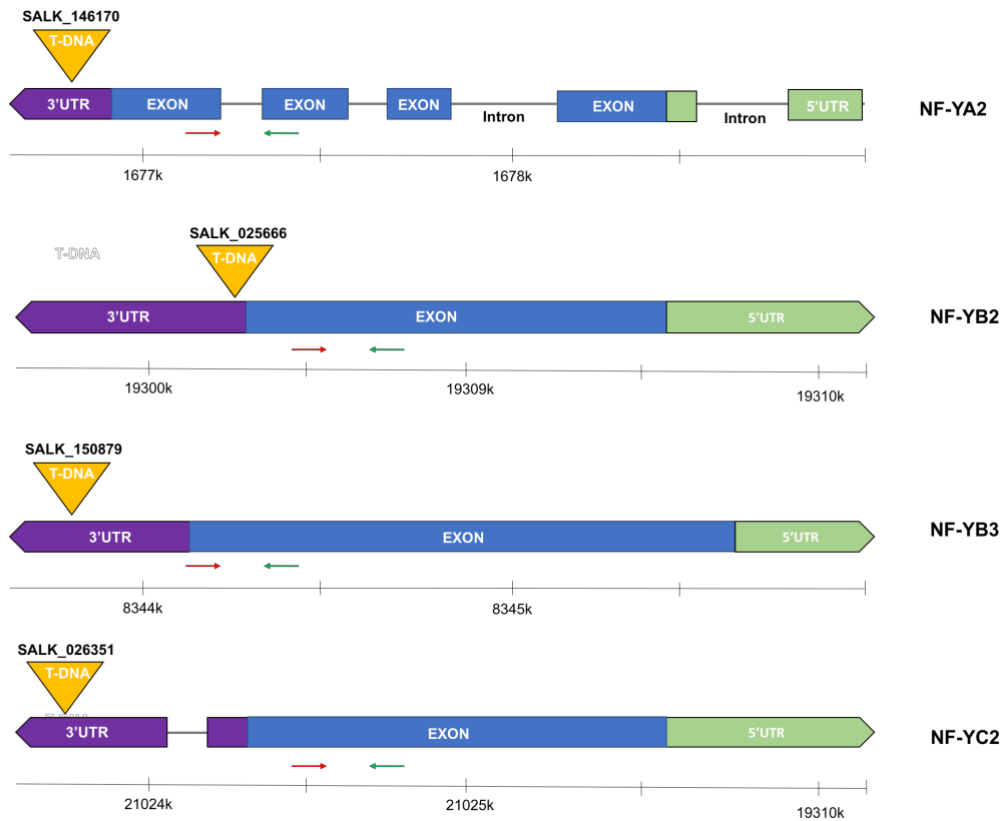 SALK_146170
T-DNA
3'UTR EXON EXON EXON Intron EXON Intron 5'UTR NF-YA2
1677k 1678k
SALK_025666
T-DNA T-DNA
3'UTR EXON 5'UTR NF-YB2
19300k 19309k 19310k
SALK_150879
T-DNA
3'UTR EXON 5'UTR NF-YB3
8344k 8345k
SALK_026351
T-DNA
T-DNA
3'UTR EXON 5'UTR NF-YC2
21024k 21025k 19310k